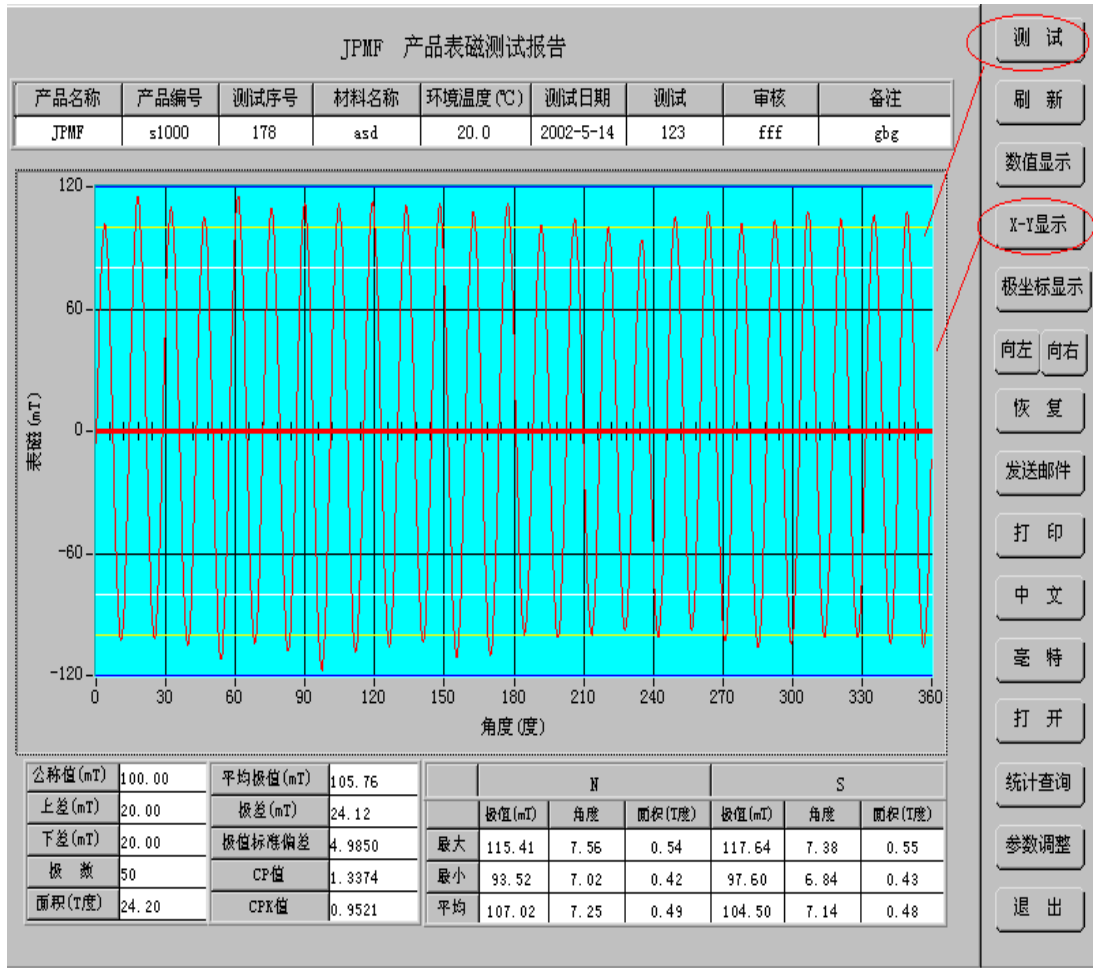 JPMF 产品表磁测试报告
产品名称 产品编号 测试序号 材料名称 环境温度(℃) 测试日期 测试 审核 备注
JPMF s1000 178 asd 20.0 2002-5-14 123 fff gbg
120
60
0
-60
-120
表磁(mT)
0 30 60 90 120 150 180 210 240 270 300 330 360
角度(度)
公称值(mT) 100.00
上差(mT) 20.00
下差(mT) 20.00
极 数 50
面积(T度) 24.20
平均极值(mT) 105.76
极差(mT) 24.12
极值标准偏差 4.9850
CP值 1.3374
CPK值 0.9521
N S
极值(mT) 角度 面积(T度) 极值(mT) 角度 面积(T度)
最大 115.41 7.56 0.54 117.64 7.38 0.55
最小 93.52 7.02 0.42 97.60 6.84 0.43
平均 107.02 7.25 0.49 104.50 7.14 0.48
测 试
刷 新
数值显示
X-Y显示
极坐标显示
向左 向右
恢 复
发送邮件
打 印
中 文
毫 特
打 开
统计查询
参数调整
退 出